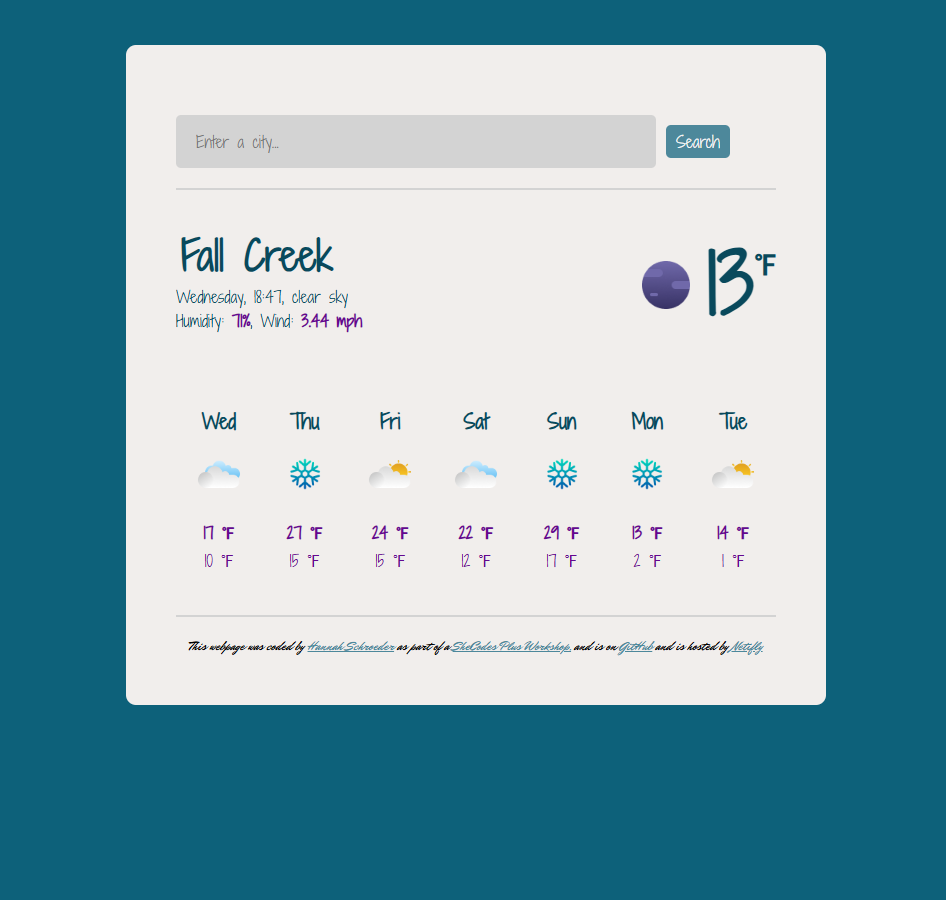 Enter a city...
Search
Fall Creek
13°F
Wednesday, 18:47, clear sky
Humidity: 71%, Wind: 3.44 mph
Wed Thu Fri Sat Sun Mon Tue
17 °F 27 °F 24 °F 22 °F 29 °F 13 °F 14 °F
10 °F 15 °F 15 °F 12 °F 17 °F 2 °F 1 °F
This webpage was coded by Hannah Schroeder as part of a SheCodes Plus Workshop, and is on GitHub and is hosted by Netifly